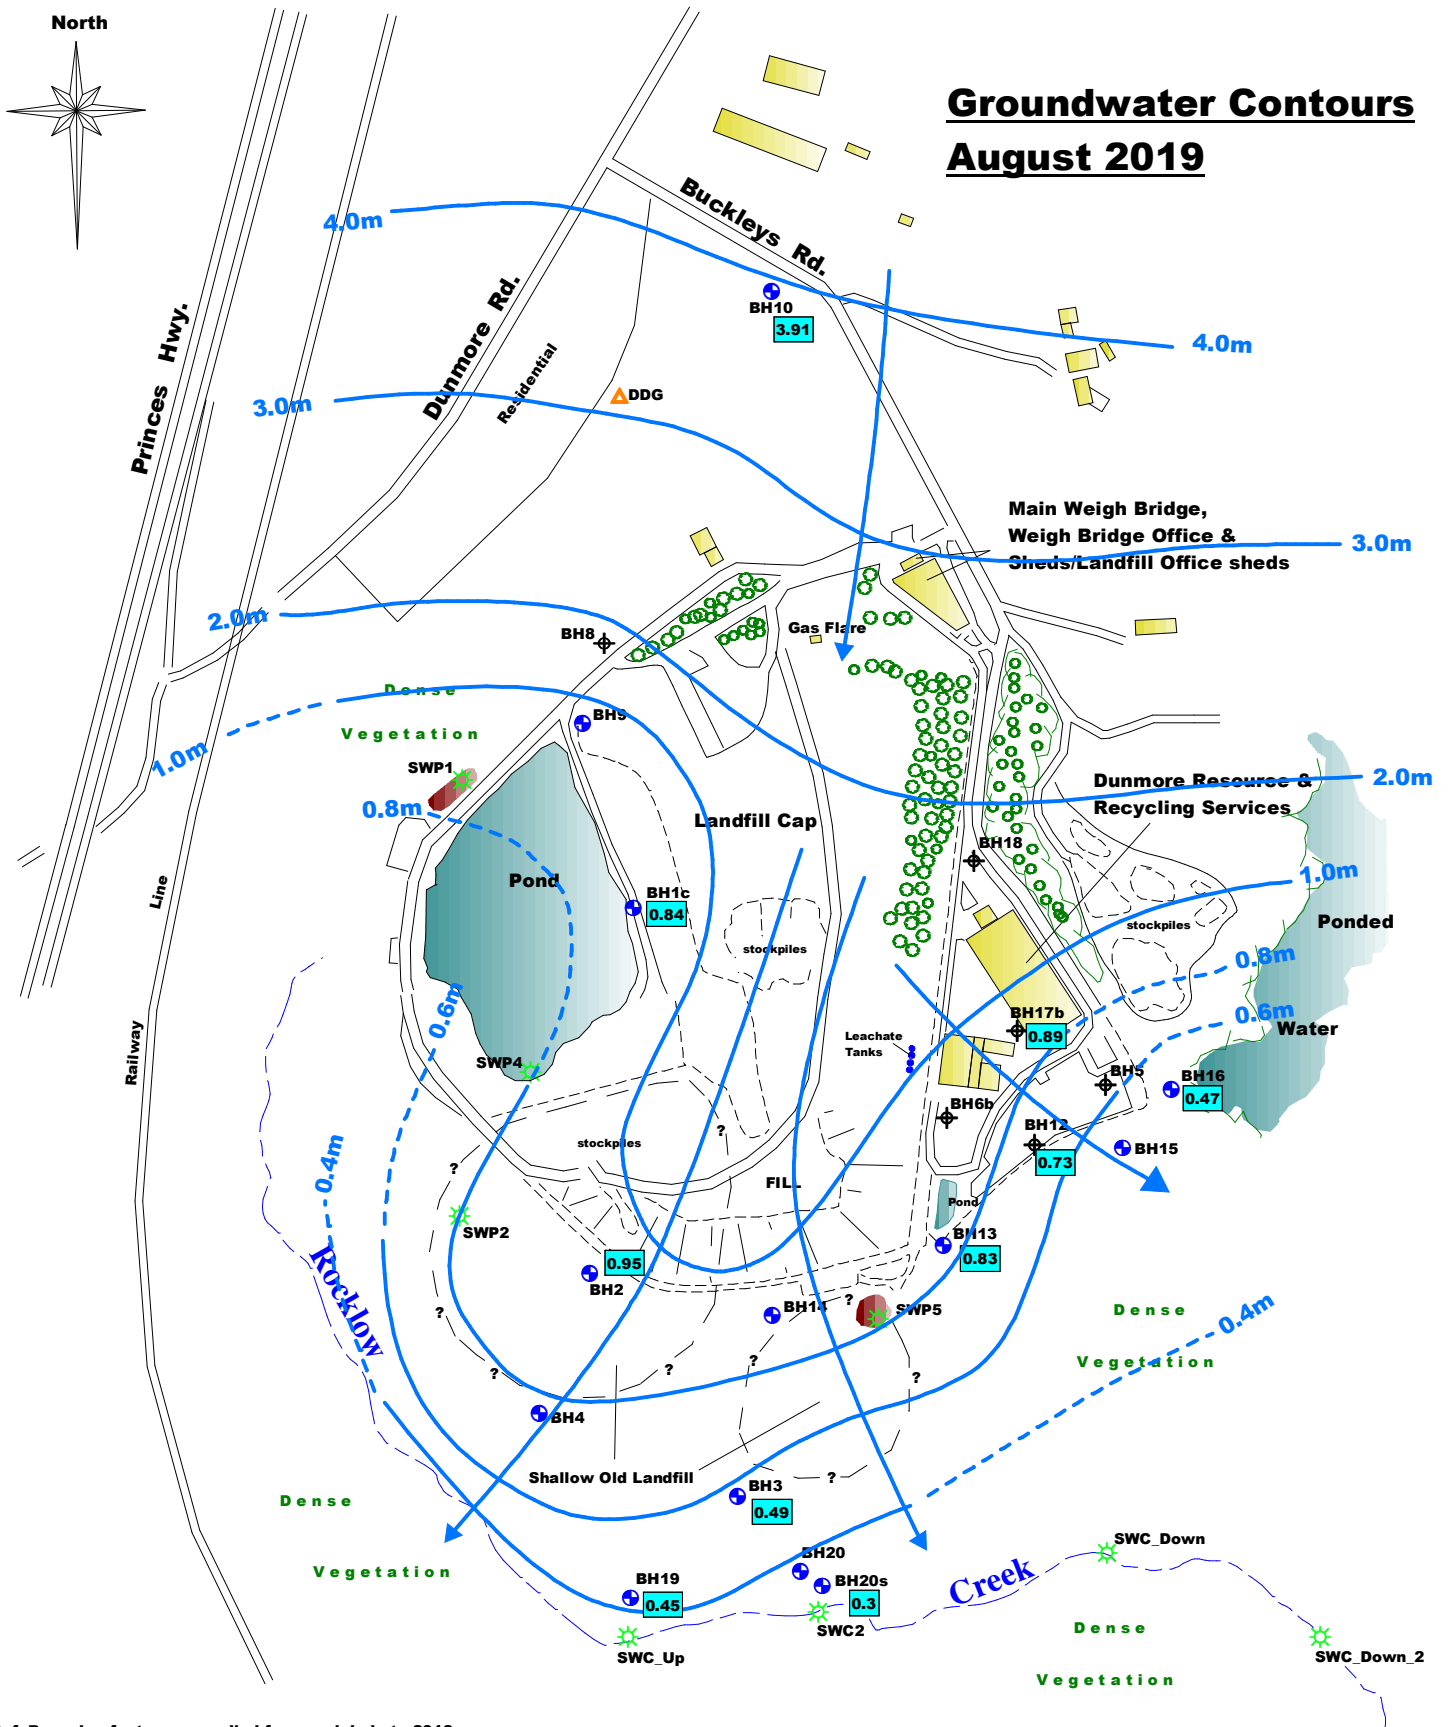 North
Groundwater Contours
August 2019
Buckleys Rd.
4.0m
Princes Hwy.
Dunmore Rd.
BH10
3.91
4.0m
Residential
DDG
3.0m
Main Weigh Bridge,
Weigh Bridge Office &
Sheds/Landfill Office sheds
3.0m
2.0m
BH8
Gas Flare
Dense
Vegetation
BH9
1.0m
SWP1
0.8m
Dunmore Resource &
Recycling Services
2.0m
Landfill Cap
BH18
Pond
BH1c
0.84
1.0m
Line
stockpiles
stockpiles
Ponded
0.8m
0.6m
0.6m
Water
BH17b
0.89
Leachate
Tanks
Railway
SWP4
BH5
BH16
0.47
BH6b
BH12
0.73
BH15
stockpiles
?
0.4m
?
FILL
Pond
SWP2
BH13
0.83
0.95
BH2
Rocklow
?
BH14
?
SWP5
Dense
0.4m
Vegetation
?
?
?
?
BH4
Shallow Old Landfill
?
BH3
0.49
Dense
Vegetation
SWC_Down
BH20
BH20s
0.3
Creek
BH19
0.45
SWC2
SWC_Up
Dense
Vegetation
SWC_Down_2